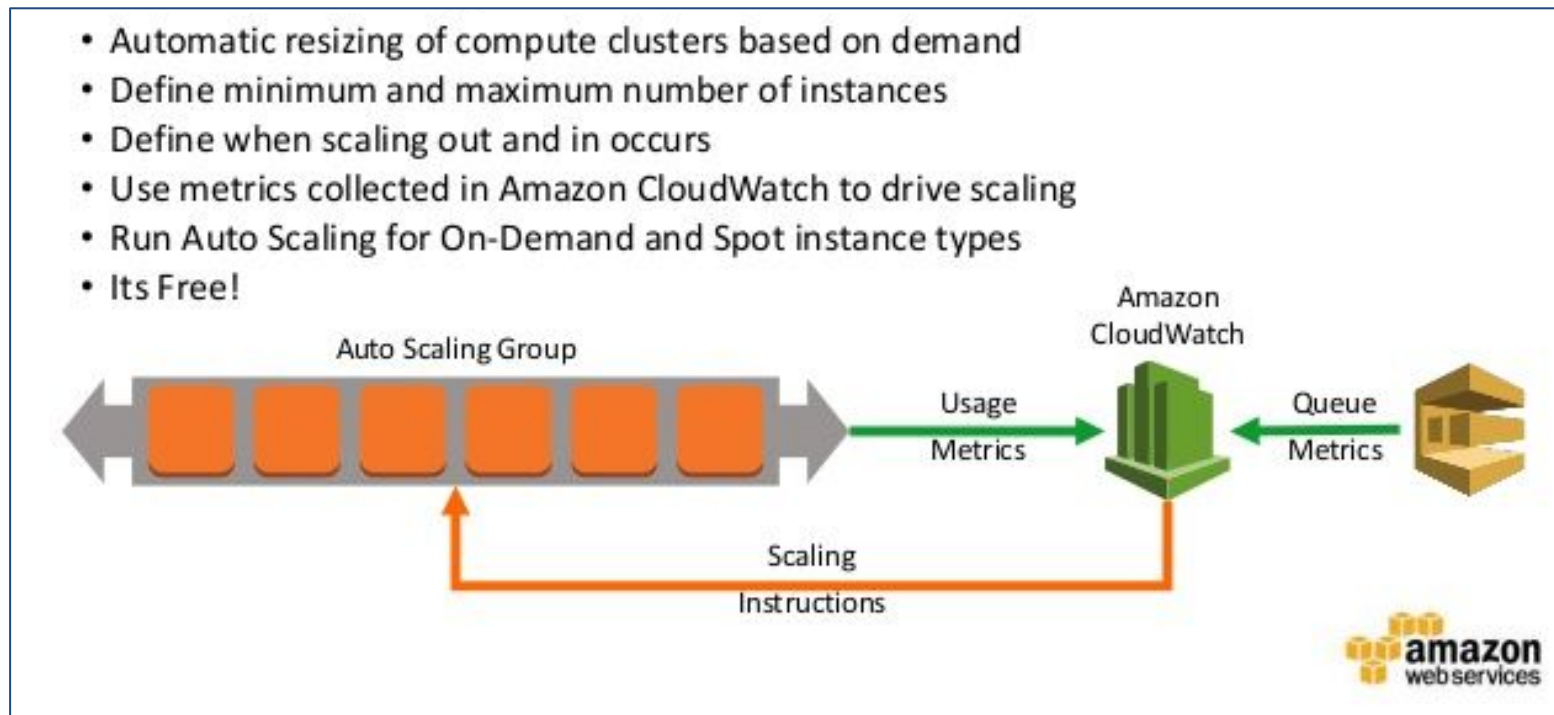 • Automatic resizing of compute clusters based on demand
• Define minimum and maximum number of instances
• Define when scaling out and in occurs
• Use metrics collected in Amazon CloudWatch to drive scaling
• Run Auto Scaling for On-Demand and Spot instance types
• Its Free!
Auto Scaling Group
Amazon
CloudWatch
Usage
Metrics
Queue
Metrics
Scaling
Instructions
amazon
webservices